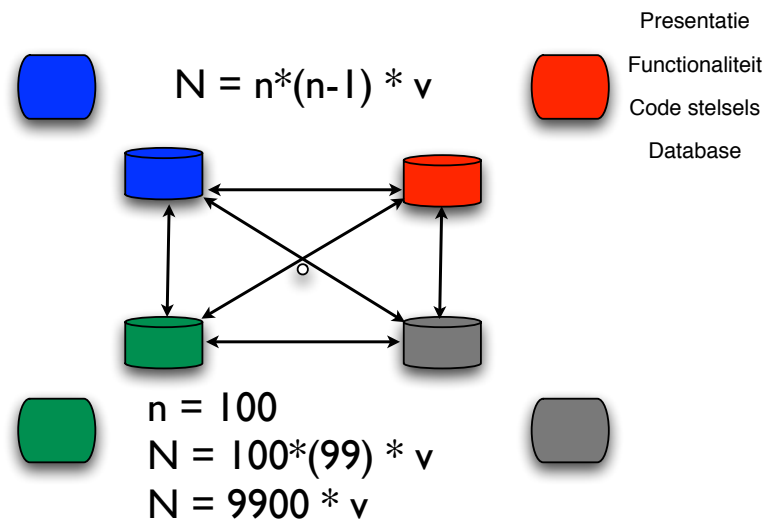 N = n*(n-1) * v
Presentatie
Functionaliteit
Code stelsels
Database
n = 100
N = 100*(99) * v
N = 9900 * v